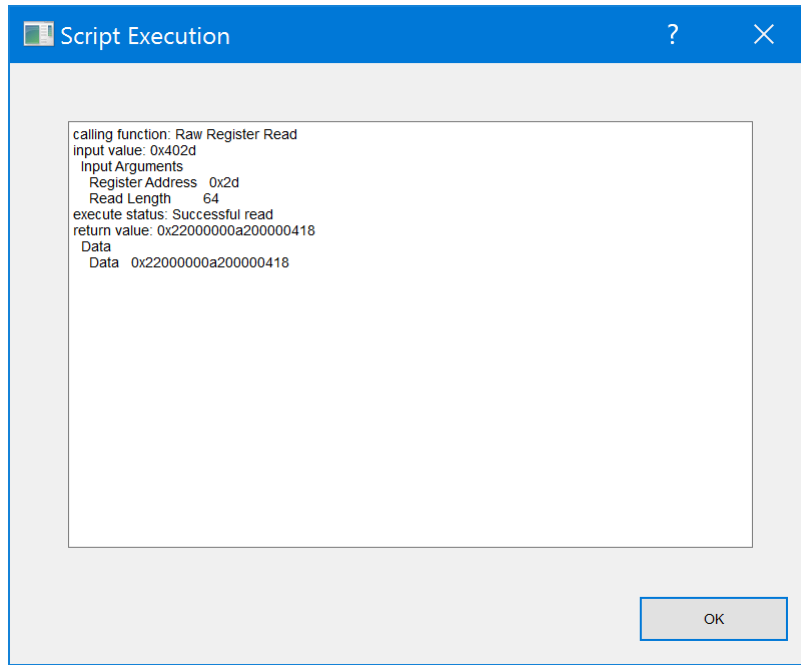 Script Execution
?
calling function: Raw Register Read
input value: 0x402d
Input Arguments
Register Address 0x2d
Read Length 64
execute status: Successful read
return value: 0x22000000a200000418
Data
Data 0x22000000a200000418
OK